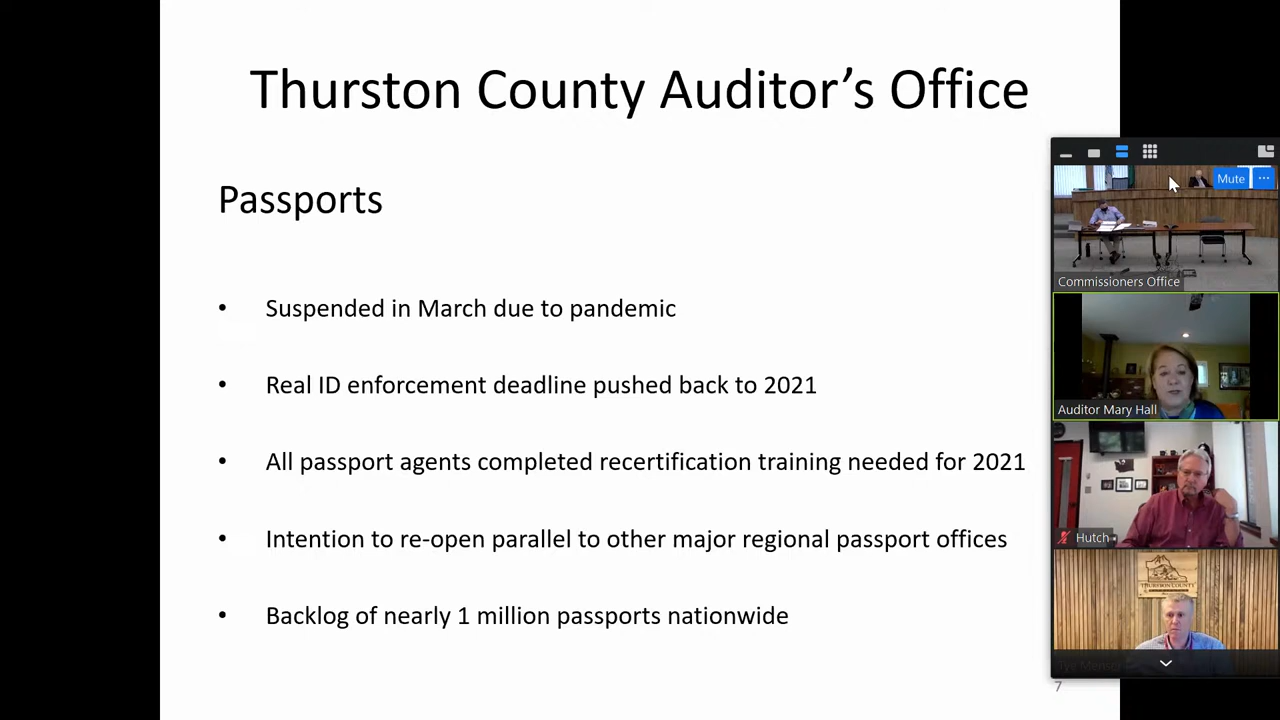 Thurston County Auditor's Office
Passports
• Suspended in March due to pandemic
• Real ID enforcement deadline pushed back to 2021
• All passport agents completed recertification training needed for 2021
• Intention to re-open parallel to other major regional passport offices
• Backlog of nearly 1 million passports nationwide
7
Mute
Commissioners Office
Auditor Mary Hall
Hutch
THURSTON COUNTY